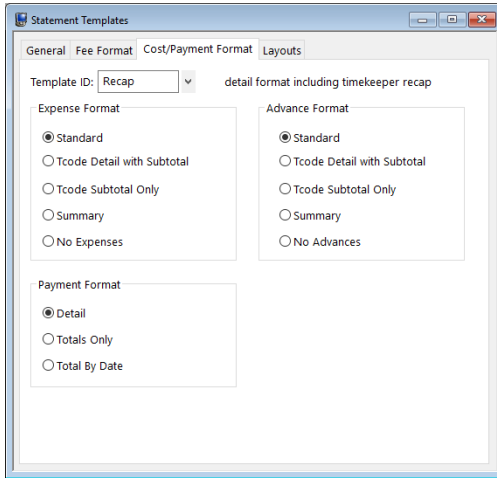 Statement Templates
General Fee Format Cost/Payment Format Layouts
Template ID: Recap detail format including timekeeper recap
Expense Format
Standard
Tcode Detail with Subtotal
Tcode Subtotal Only
Summary
No Expenses
Advance Format
Standard
Tcode Detail with Subtotal
Tcode Subtotal Only
Summary
No Advances
Payment Format
Detail
Totals Only
Total By Date